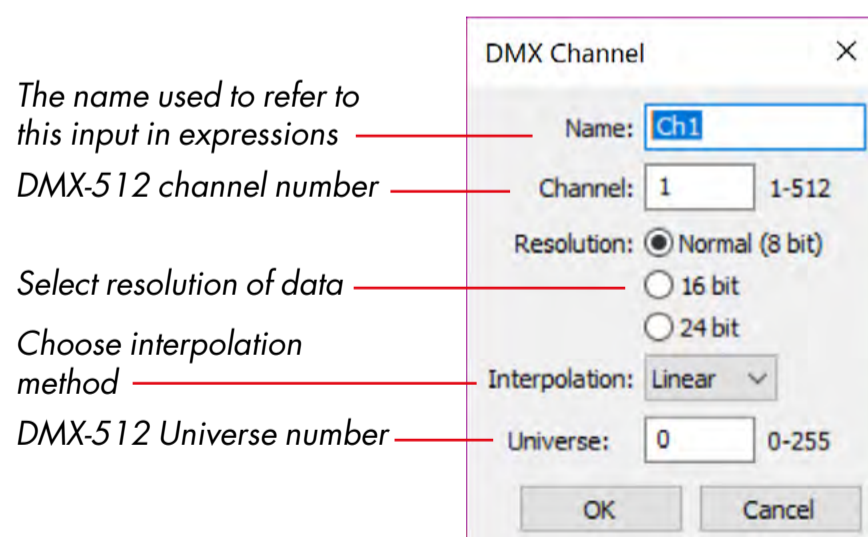 DMX Channel
The name used to refer to
this input in expressions
Name: Ch1
DMX-512 channel number
Channel: 1 1-512
Resolution: Normal (8 bit)
Select resolution of data
16 bit
24 bit
Choose interpolation
method
Interpolation: Linear
DMX-512 Universe number
Universe: 0 0-255
OK Cancel